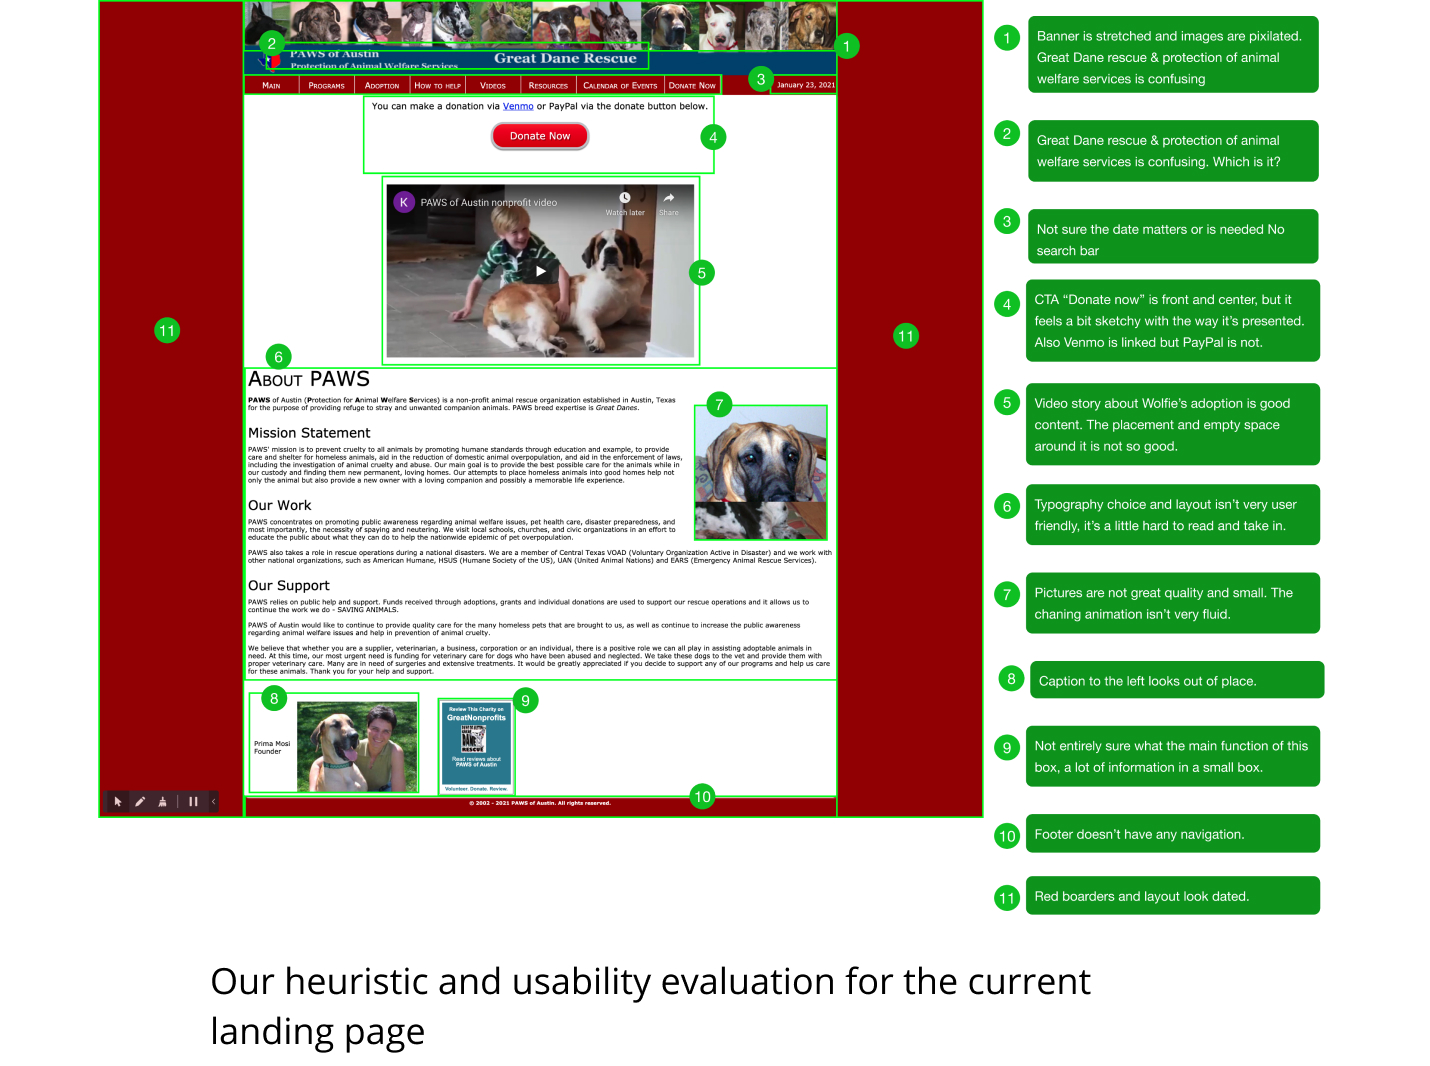 2
PAWS of Austin
Protection of Animal Welfare Services
Great Dane Rescue
1
MAIN
PROGRAMS
ADOPTION
HOW TO HELP
VIDEOS
RESOURCES
CALENDAR OF EVENTS
DONATE NOW
3
January 23, 2021
You can make a donation via Venmo or PayPal via the donate button below.
Donate Now
4
K
PAWS of Austin nonprofit video
Watch later
Share
5
11
11
6
ABOUT PAWS
PAWS of Austin (Protection for Animal Welfare Services) is a non-profit animal rescue organization established in Austin, Texas
for the purpose of providing refuge to stray and unwanted companion animals. PAWS breed expertise is Great Danes.
7
Mission Statement
PAWS' mission is to prevent cruelty to all animals by promoting humane standards through education and example, to provide
care and shelter for homeless animals, aid in the reduction of domestic animal overpopulation, and aid in the enforcement of laws,
including the investigation of animal cruelty and abuse. Our main goal is to provide the best possible care for the animals while in
our custody and finding them new permanent, loving homes. Our attempts to place homeless animals into good homes help not
only the animal but also provide a new owner with a loving companion and possibly a memorable life experience.
Our Work
PAWS concentrates on promoting public awareness regarding animal welfare issues, pet health care, disaster preparedness, and
most importantly, the necessity of spaying and neutering. We visit local schools, churches, and civic organizations in an effort to
educate the public about what they can do to help the nationwide epidemic of pet overpopulation.
PAWS also takes a role in rescue operations during a national disasters. We are a member of Central Texas VOAD (Voluntary Organization Active in Disaster) and we work with
other national organizations, such as American Humane, HSUS (Humane Society of the US), UAN (United Animal Nations) and EARS (Emergency Animal Rescue Services).
Our Support
PAWS relies on public help and support. Funds received through adoptions, grants and individual donations are used to support our rescue operations and it allows us to
continue the work we do - SAVING ANIMALS.
PAWS of Austin would like to continue to provide quality care for the many homeless pets that are brought to us, as well as continue to increase the public awareness
regarding animal welfare issues and help in prevention of animal cruelty.
We believe that whether you are a supplier, veterinarian, a business, corporation or an individual, there is a positive role we can all play in assisting adoptable animals in
need. At this time, our most urgent need is funding for veterinary care for dogs who have been abused and neglected. We take these dogs to the vet and provide them with
proper veterinary care. Many are in need of surgeries and extensive treatments. It would be greatly appreciated if you decide to support any of our programs and help us care
for these animals. Thank you for your help and support.
8
Prima Mosi
Founder
9
Review This Charity on
GreatNonprofits
DANE
RESCUE
Read reviews about
PAWS of Austin
Volunteer. Donate. Review.
10
© 2002 - 2021 PAWS of Austin. All rights reserved.
1
Banner is stretched and images are pixilated.
Great Dane rescue & protection of animal
welfare services is confusing
2
Great Dane rescue & protection of animal
welfare services is confusing. Which is it?
3
Not sure the date matters or is needed No
search bar
4
CTA “Donate now” is front and center, but it
feels a bit sketchy with the way it’s presented.
Also Venmo is linked but PayPal is not.
5
Video story about Wolfie’s adoption is good
content. The placement and empty space
around it is not so good.
6
Typography choice and layout isn’t very user
friendly, it’s a little hard to read and take in.
7
Pictures are not great quality and small. The
chaning animation isn’t very fluid.
8
Caption to the left looks out of place.
9
Not entirely sure what the main function of this
box, a lot of information in a small box.
10
Footer doesn’t have any navigation.
11
Red boarders and layout look dated.
Our heuristic and usability evaluation for the current
landing page